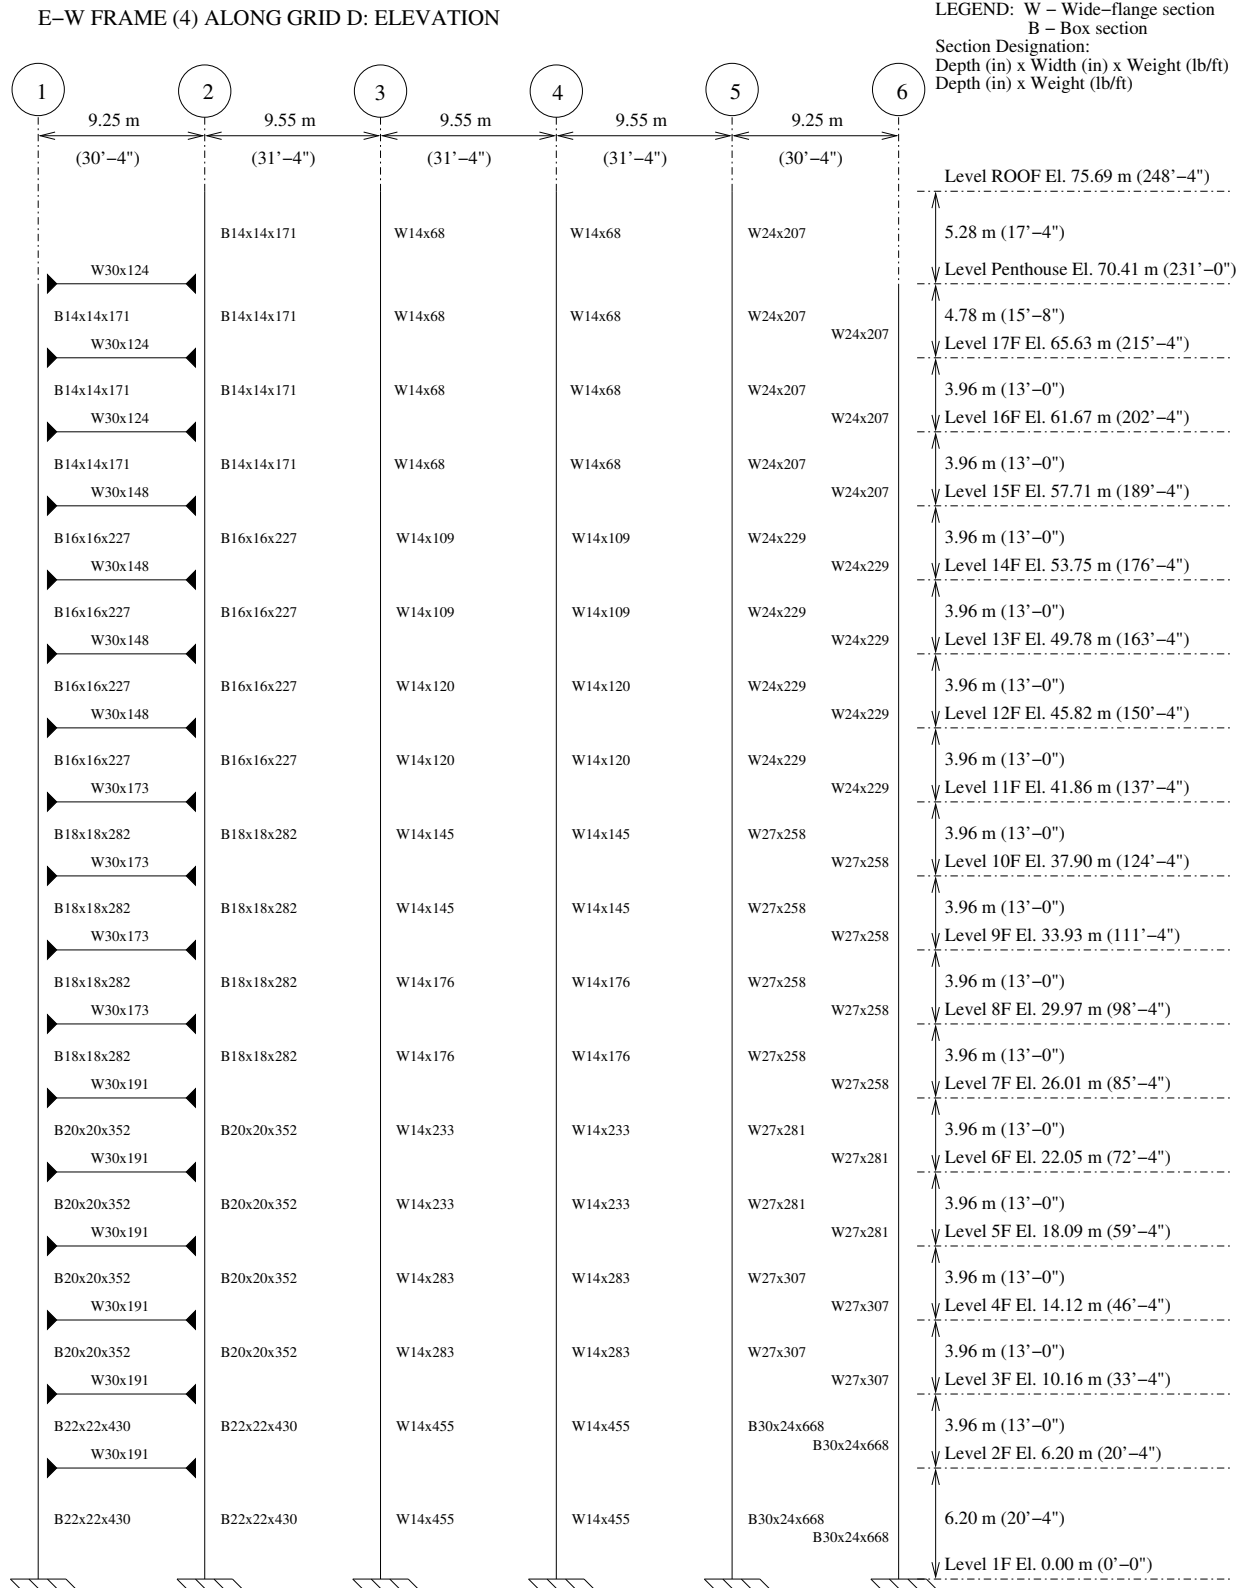 E−W FRAME (4) ALONG GRID D: ELEVATION
LEGEND: W − Wide−flange section
B − Box section
Section Designation:
Depth (in) x Width (in) x Weight (lb/ft)
Depth (in) x Weight (lb/ft)
1 2 3 4 5 6
9.25 m 9.55 m 9.55 m 9.55 m 9.25 m
(30’−4") (31’−4") (31’−4") (31’−4") (30’−4")
Level ROOF El. 75.69 m (248’−4")
B14x14x171 W14x68 W14x68 W24x207 5.28 m (17’−4")
W30x124 Level Penthouse El. 70.41 m (231’−0")
B14x14x171 B14x14x171 W14x68 W14x68 W24x207 4.78 m (15’−8")
W24x207
W30x124 Level 17F El. 65.63 m (215’−4")
B14x14x171 B14x14x171 W14x68 W14x68 W24x207 3.96 m (13’−0")
W30x124 W24x207 Level 16F El. 61.67 m (202’−4")
B14x14x171 B14x14x171 W14x68 W14x68 W24x207 3.96 m (13’−0")
W30x148 W24x207 Level 15F El. 57.71 m (189’−4")
B16x16x227 B16x16x227 W14x109 W14x109 W24x229 3.96 m (13’−0")
W30x148 W24x229 Level 14F El. 53.75 m (176’−4")
B16x16x227 B16x16x227 W14x109 W14x109 W24x229 3.96 m (13’−0")
W30x148 W24x229 Level 13F El. 49.78 m (163’−4")
B16x16x227 B16x16x227 W14x120 W14x120 W24x229 3.96 m (13’−0")
W30x148 W24x229 Level 12F El. 45.82 m (150’−4")
B16x16x227 B16x16x227 W14x120 W14x120 W24x229 3.96 m (13’−0")
W30x173 W24x229 Level 11F El. 41.86 m (137’−4")
B18x18x282 B18x18x282 W14x145 W14x145 W27x258 3.96 m (13’−0")
W30x173 W27x258 Level 10F El. 37.90 m (124’−4")
B18x18x282 B18x18x282 W14x145 W14x145 W27x258 3.96 m (13’−0")
W30x173 W27x258 Level 9F El. 33.93 m (111’−4")
B18x18x282 B18x18x282 W14x176 W14x176 W27x258 3.96 m (13’−0")
W30x173 W27x258 Level 8F El. 29.97 m (98’−4")
B18x18x282 B18x18x282 W14x176 W14x176 W27x258 3.96 m (13’−0")
W30x191 W27x258 Level 7F El. 26.01 m (85’−4")
B20x20x352 B20x20x352 W14x233 W14x233 W27x281 3.96 m (13’−0")
W30x191 W27x281 Level 6F El. 22.05 m (72’−4")
B20x20x352 B20x20x352 W14x233 W14x233 W27x281 3.96 m (13’−0")
W30x191 W27x281 Level 5F El. 18.09 m (59’−4")
B20x20x352 B20x20x352 W14x283 W14x283 W27x307 3.96 m (13’−0")
W30x191 W27x307 Level 4F El. 14.12 m (46’−4")
B20x20x352 B20x20x352 W14x283 W14x283 W27x307 3.96 m (13’−0")
W30x191 W27x307 Level 3F El. 10.16 m (33’−4")
B22x22x430 B22x22x430 W14x455 W14x455 B30x24x668 3.96 m (13’−0")
B30x24x668
W30x191 Level 2F El. 6.20 m (20’−4")
B22x22x430 B22x22x430 W14x455 W14x455 B30x24x668 6.20 m (20’−4")
B30x24x668
Level 1F El. 0.00 m (0’−0")